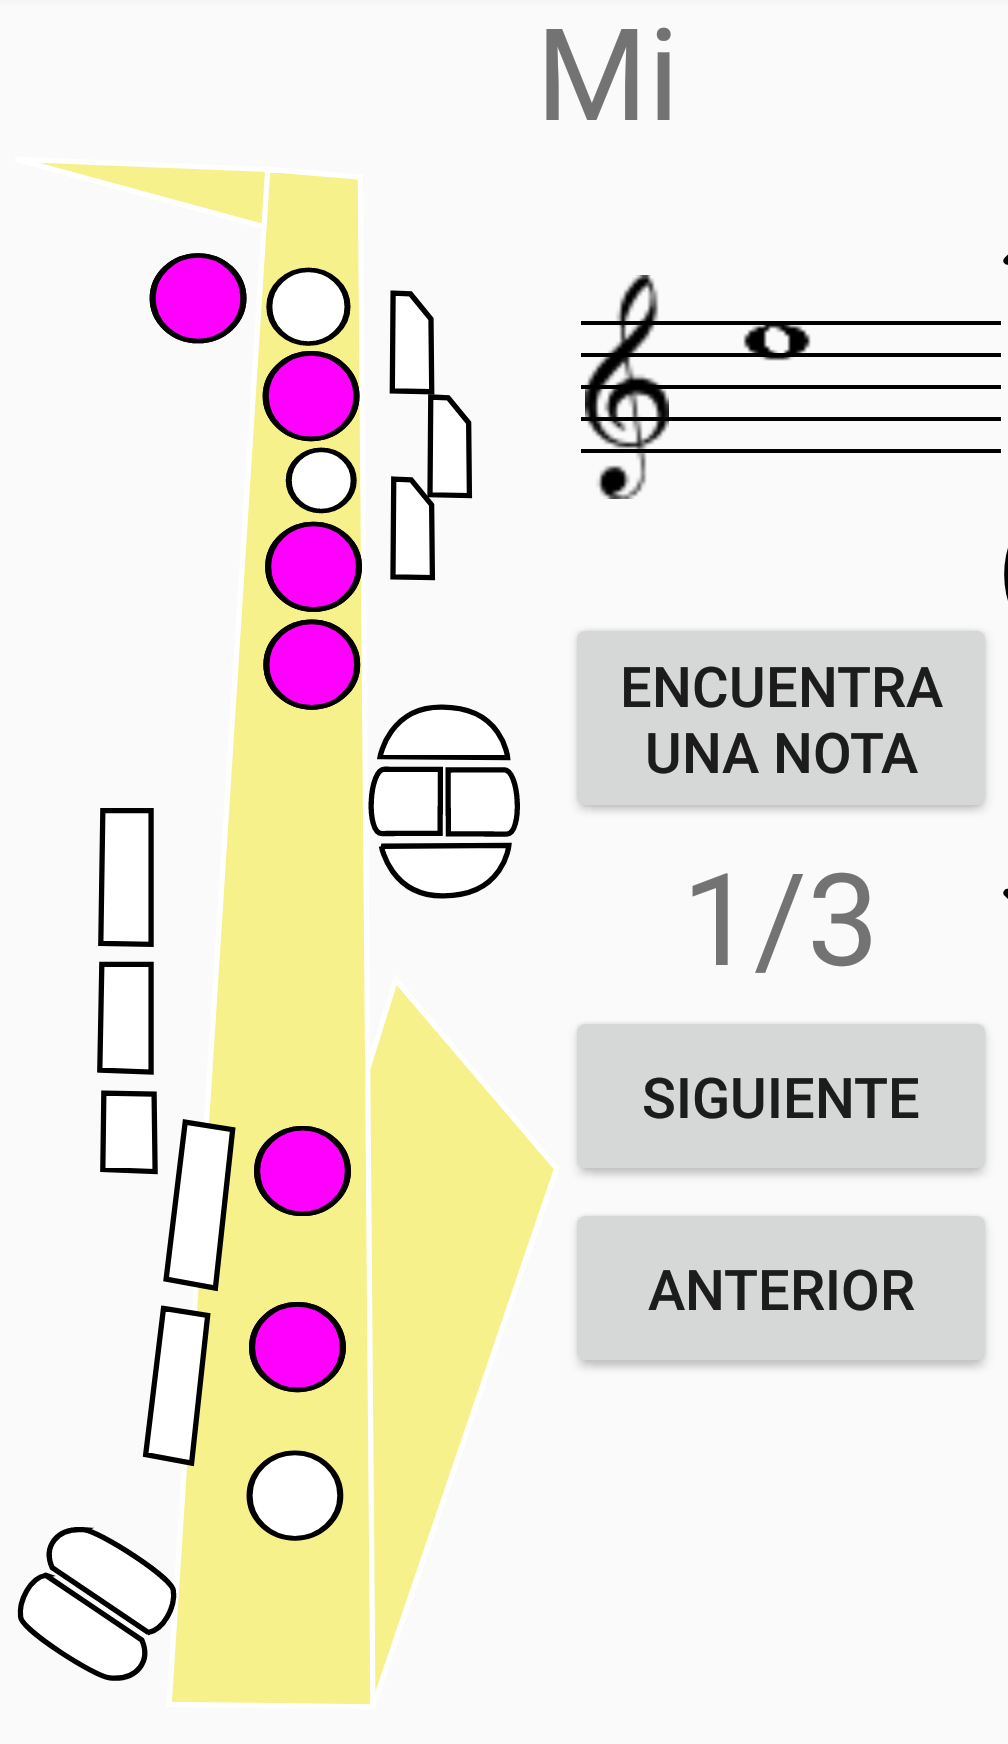 Mi
ENCUENTRA
UNA NOTA
1/3
SIGUIENTE
ANTERIOR